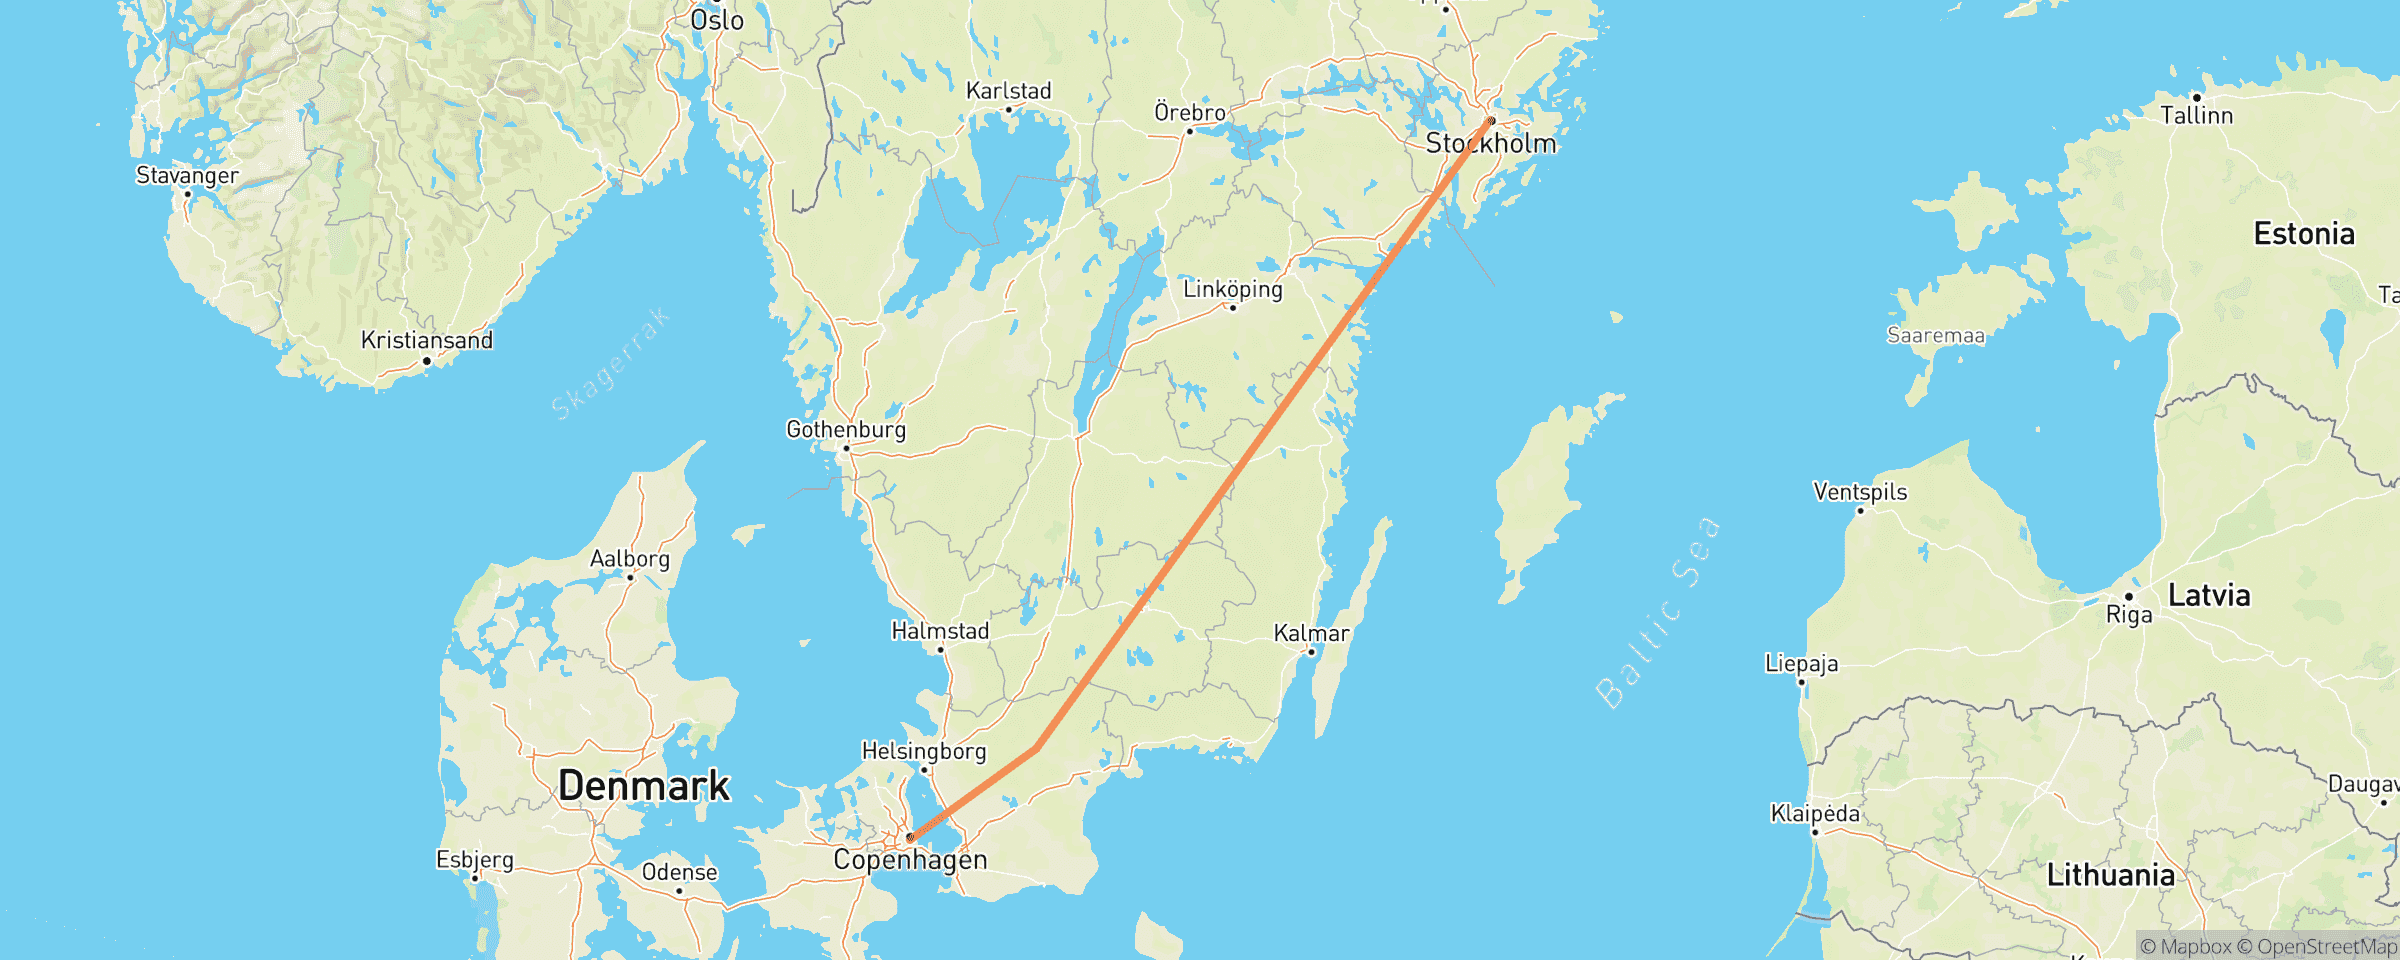 Oslo
Karlstad
Örebro
Stockholm
Tallinn
Stavanger
Estonia
Linköping
Kristiansand
Skagerrak
Saaremaa
Gothenburg
Ventspils
Aalborg
Baltic Sea
Latvia
Riga
Halmstad
Kalmar
Liepaja
Helsingborg
Denmark
Daugav
Klaipėda
Esbjerg
Copenhagen
Odense
Lithuania
© Mapbox © OpenStreetMap